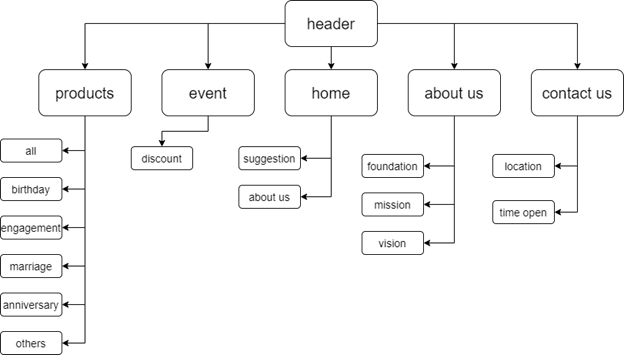 header
products
event
home
about us
contact us
all
birthday
engagement
marriage
anniversary
others
discount
suggestion
about us
foundation
mission
vision
location
time open